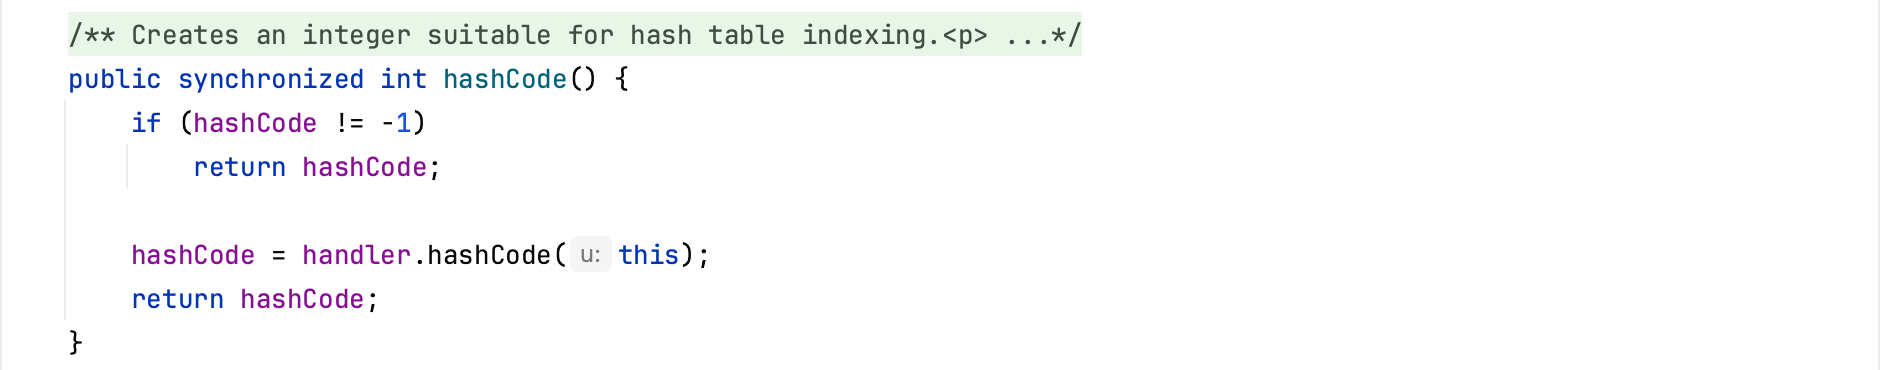 /** Creates an integer suitable for hash table indexing.<p> ...*/
public synchronized int hashCode() {
    if (hashCode != -1)
        return hashCode;

    hashCode = handler.hashCode( u: this);
    return hashCode;
}